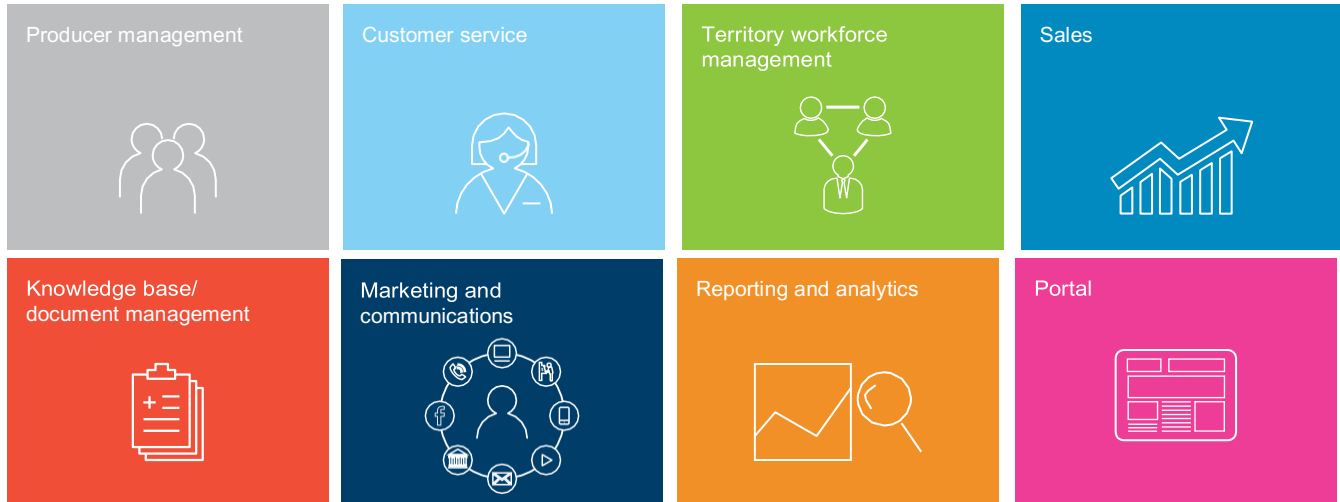 Producer management
Customer service
Territory workforce
management
Sales
Knowledge base/
document management
Marketing and
communications
Reporting and analytics
Portal